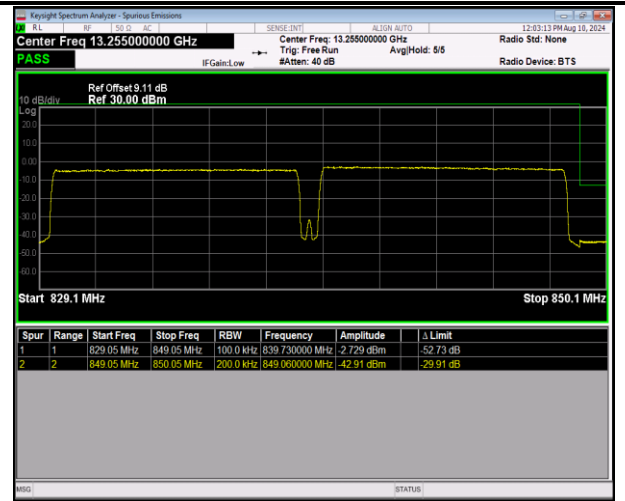 Keysight Spectrum Analyzer - Spurious Emissions
RL RF 50 Ω AC SENSE:INT ALIGN AUTO 12:03:13 PM Aug 10, 2024
Center Freq 13.255000000 GHz Center Freq: 13.255000000 GHz Radio Std: None
Trig: Free Run Avg|Hold: 5/5
PASS IFGain:Low #Atten: 40 dB Radio Device: BTS
Ref Offset 9.11 dB
10 dB/div Ref 30.00 dBm
Log
20.0
10.0
0.00
-10.0
-20.0
-30.0
-40.0
-50.0
-60.0
Start 829.1 MHz Stop 850.1 MHz
Spur Range Start Freq Stop Freq RBW Frequency Amplitude Δ Limit
1 1 829.05 MHz 849.05 MHz 100.0 kHz 839.730000 MHz -2.729 dBm -52.73 dB
2 2 849.05 MHz 850.05 MHz 200.0 kHz 849.060000 MHz -42.91 dBm -29.91 dB
MSG STATUS